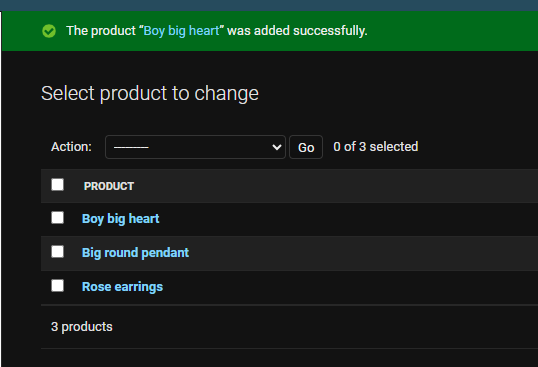 The product “Boy big heart” was added successfully.
Select product to change
Action: --------- Go 0 of 3 selected
PRODUCT
Boy big heart
Big round pendant
Rose earrings
3 products